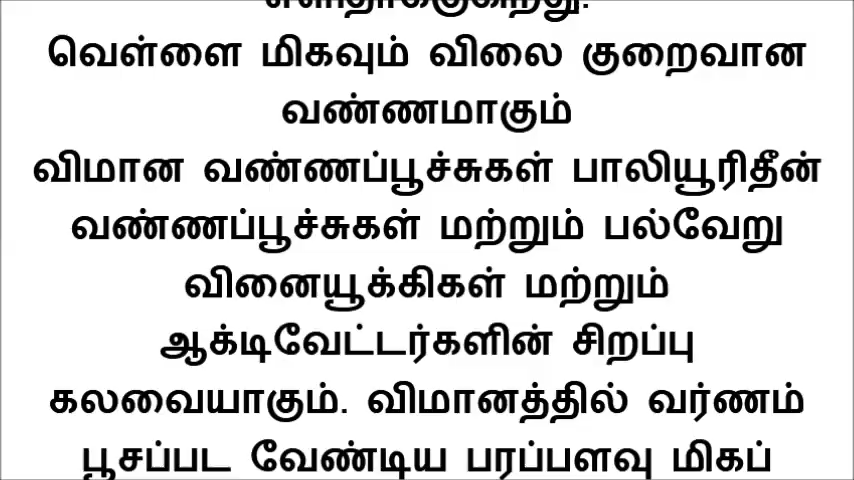 வெள்ளை மிகவும் விலை குறைவான
வண்ணமாகும்
விமான வண்ணப்பூச்சுகள் பாலியூரிதீன்
வண்ணப்பூச்சுகள் மற்றும் பல்வேறு
வினையூக்கிகள் மற்றும்
ஆக்டிவேட்டர்களின் சிறப்பு
கலவையாகும். விமானத்தில் வர்ணம்
பூசப்பட வேண்டிய பரப்பளவு மிகப்